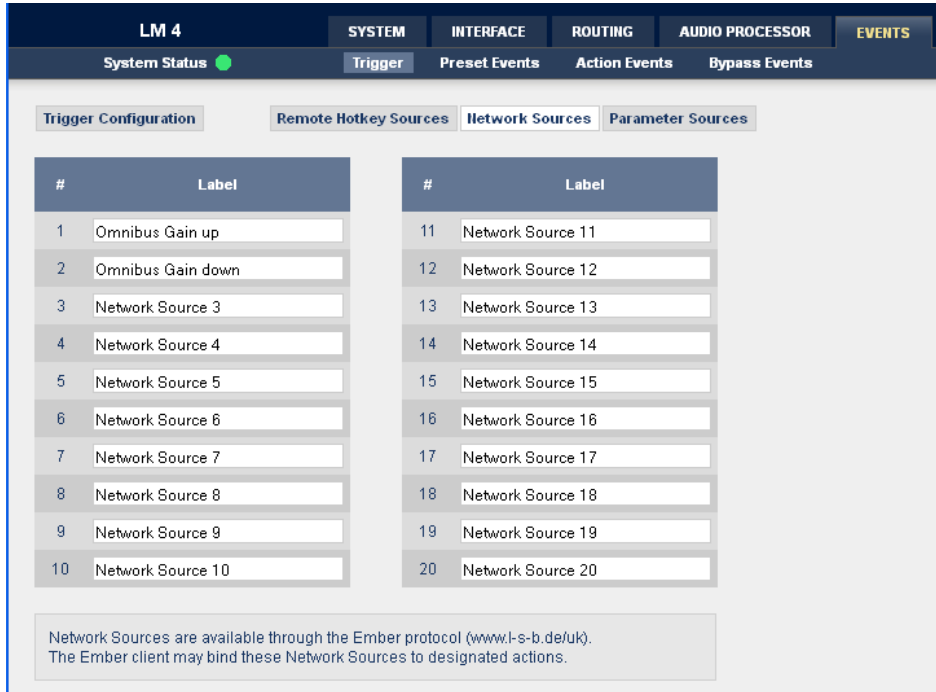 LM 4 SYSTEM INTERFACE ROUTING AUDIO PROCESSOR EVENTS
System Status Trigger Preset Events Action Events Bypass Events
Trigger Configuration Remote Hotkey Sources Network Sources Parameter Sources
# Label # Label
1 Omnibus Gain up 11 Network Source 11
2 Omnibus Gain down 12 Network Source 12
3 Network Source 3 13 Network Source 13
4 Network Source 4 14 Network Source 14
5 Network Source 5 15 Network Source 15
6 Network Source 6 16 Network Source 16
7 Network Source 7 17 Network Source 17
8 Network Source 8 18 Network Source 18
9 Network Source 9 19 Network Source 19
10 Network Source 10 20 Network Source 20
Network Sources are available through the Ember protocol (www.l-s-b.de/uk).
The Ember client may bind these Network Sources to designated actions.